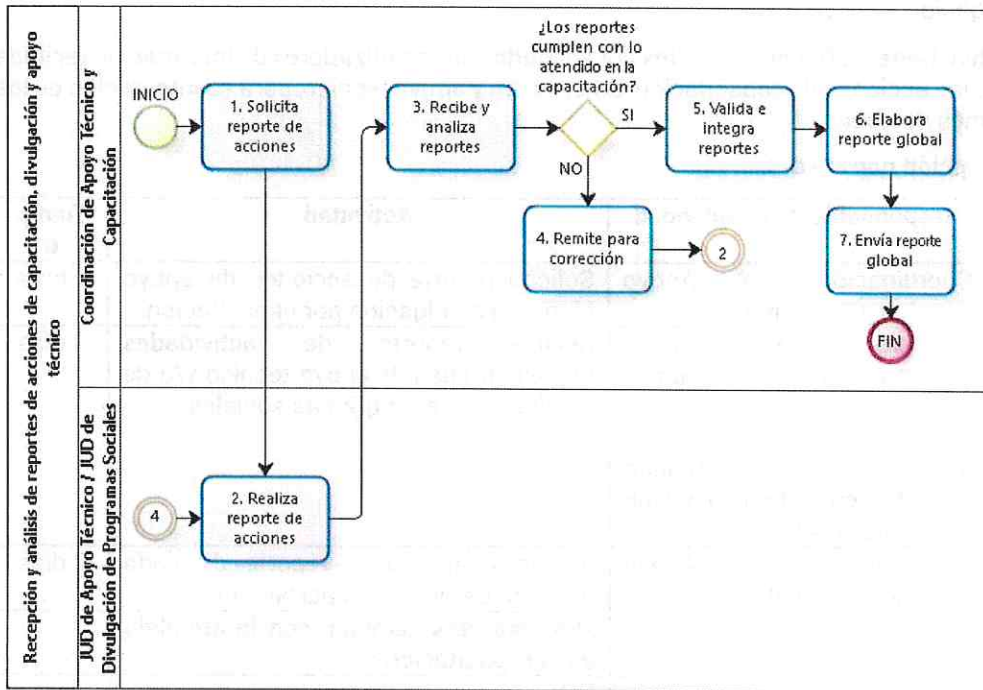 Recepción y análisis de reportes de acciones de capacitación, divulgación y apoyo
técnico
Coordinación de Apoyo Técnico y
Capacitación
INICIO
1. Solicita
reporte de
acciones
3. Recibe y
analiza
reportes
¿Los reportes
cumplen con lo
atendido en la
capacitación?
SI
NO
5. Valida e
integra
reportes
6. Elabora
reporte global
4. Remite para
corrección
2
7. Envía reporte
global
FIN
JUD de Apoyo Técnico / JUD de
Divulgación de Programas Sociales
4
2. Realiza
reporte de
acciones